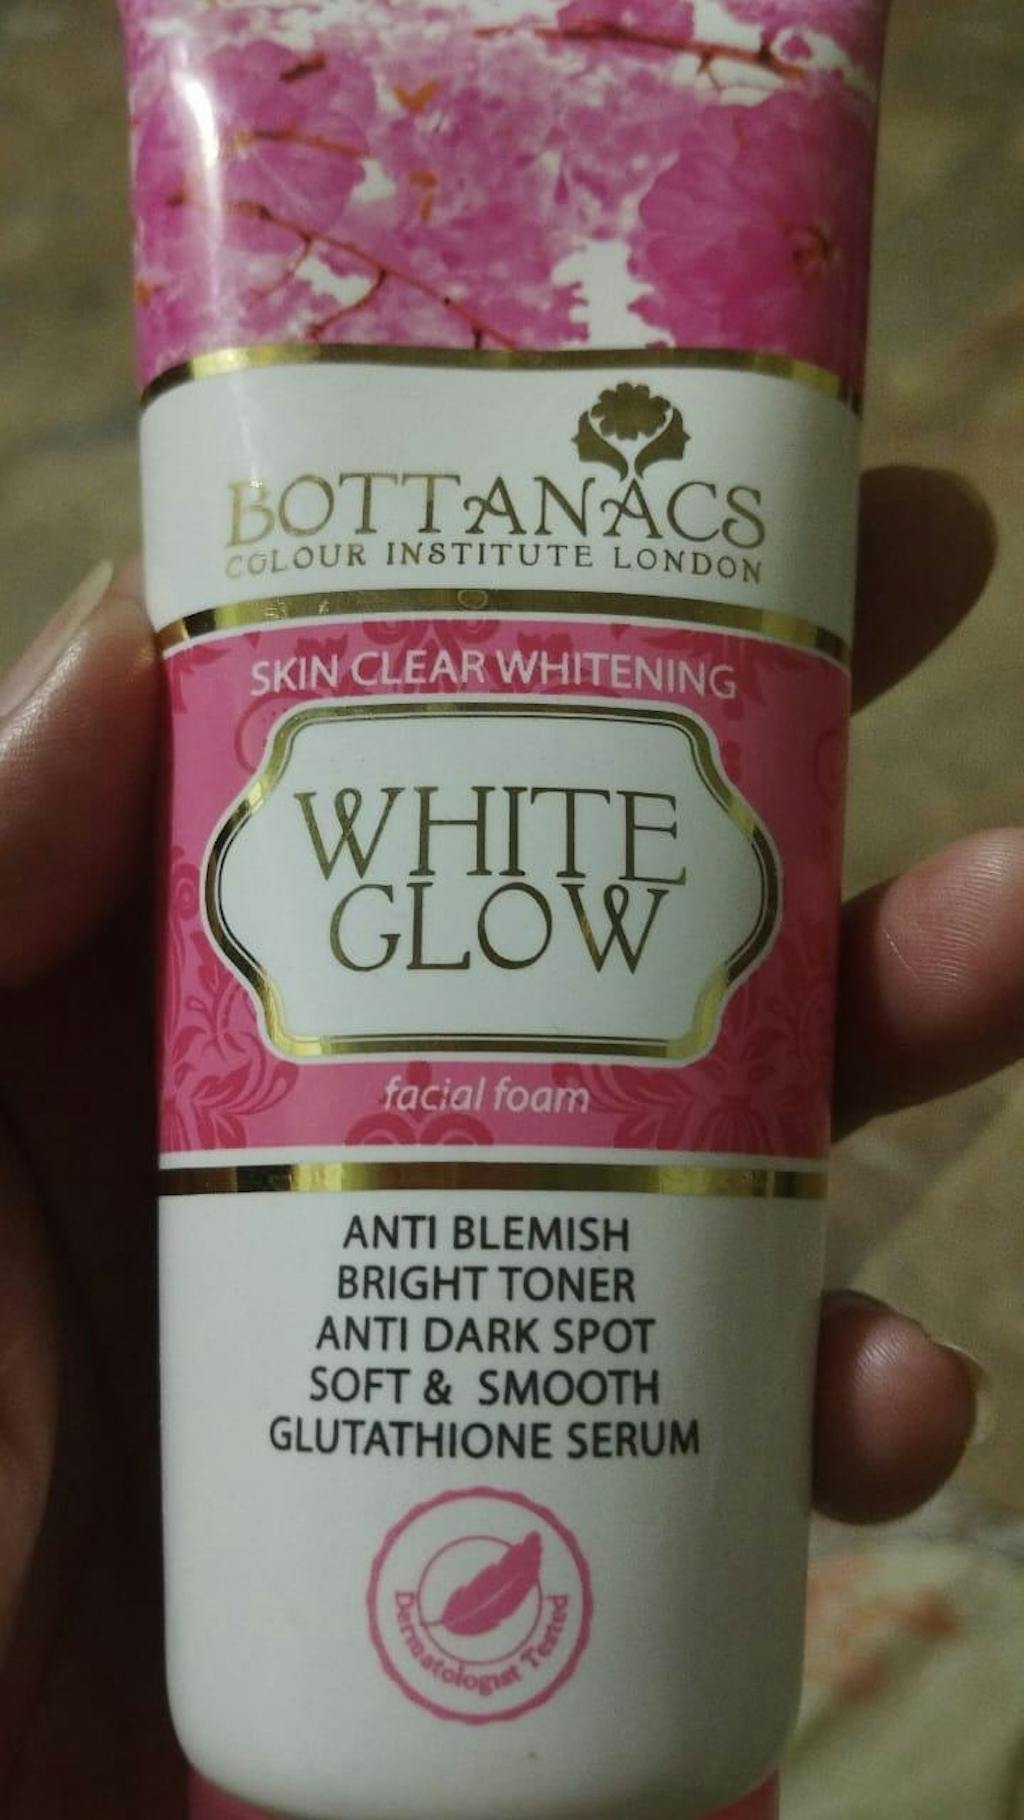 BOTTANACS
COLOUR INSTITUTE LONDON
SKIN CLEAR WHITENING
WHITE
GLOW
facial foam
ANTI BLEMISH
BRIGHT TONER
ANTI DARK SPOT
SOFT & SMOOTH
GLUTATHIONE SERUM
Dermatologist Tested